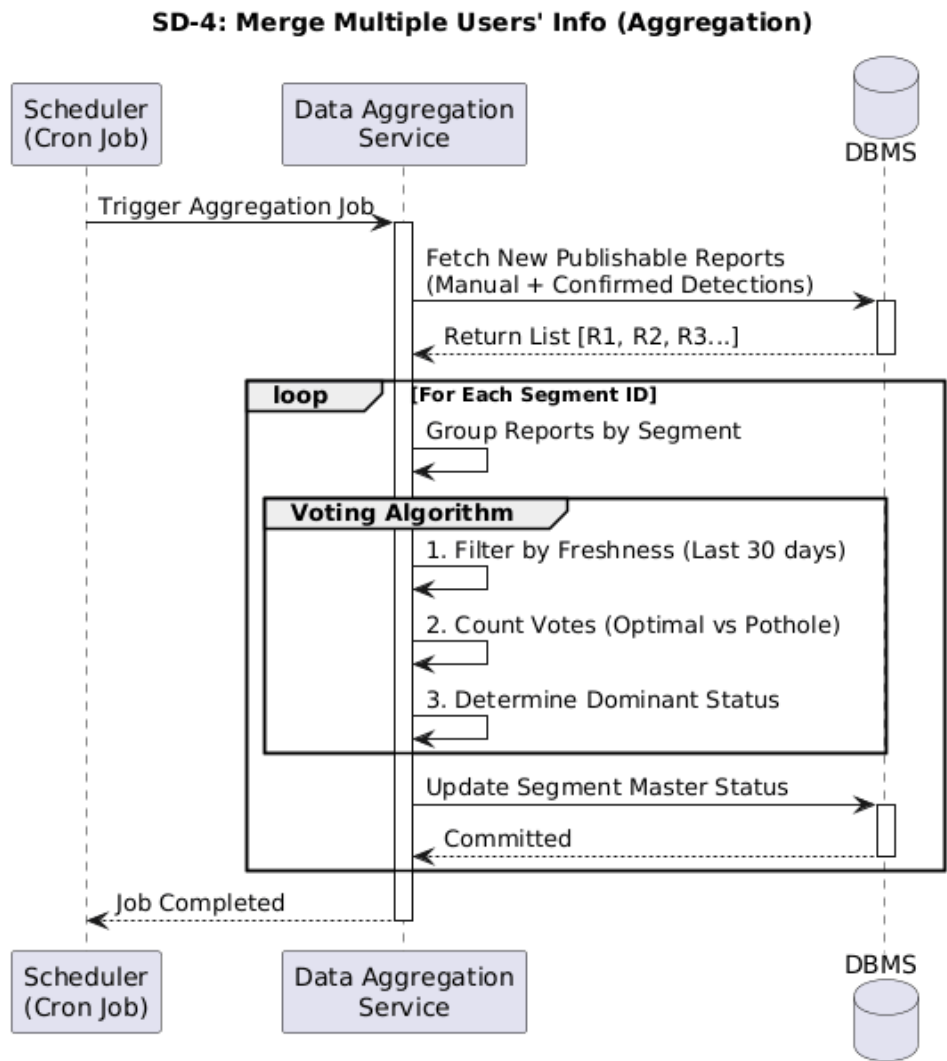 SD-4: Merge Multiple Users' Info (Aggregation)
Scheduler
(Cron Job)
Data Aggregation
Service
DBMS
Trigger Aggregation Job
Fetch New Publishable Reports
(Manual + Confirmed Detections)
Return List [R1, R2, R3...]
loop
[For Each Segment ID]
Group Reports by Segment
Voting Algorithm
1. Filter by Freshness (Last 30 days)
2. Count Votes (Optimal vs Pothole)
3. Determine Dominant Status
Update Segment Master Status
Committed
Job Completed
Scheduler
(Cron Job)
Data Aggregation
Service
DBMS